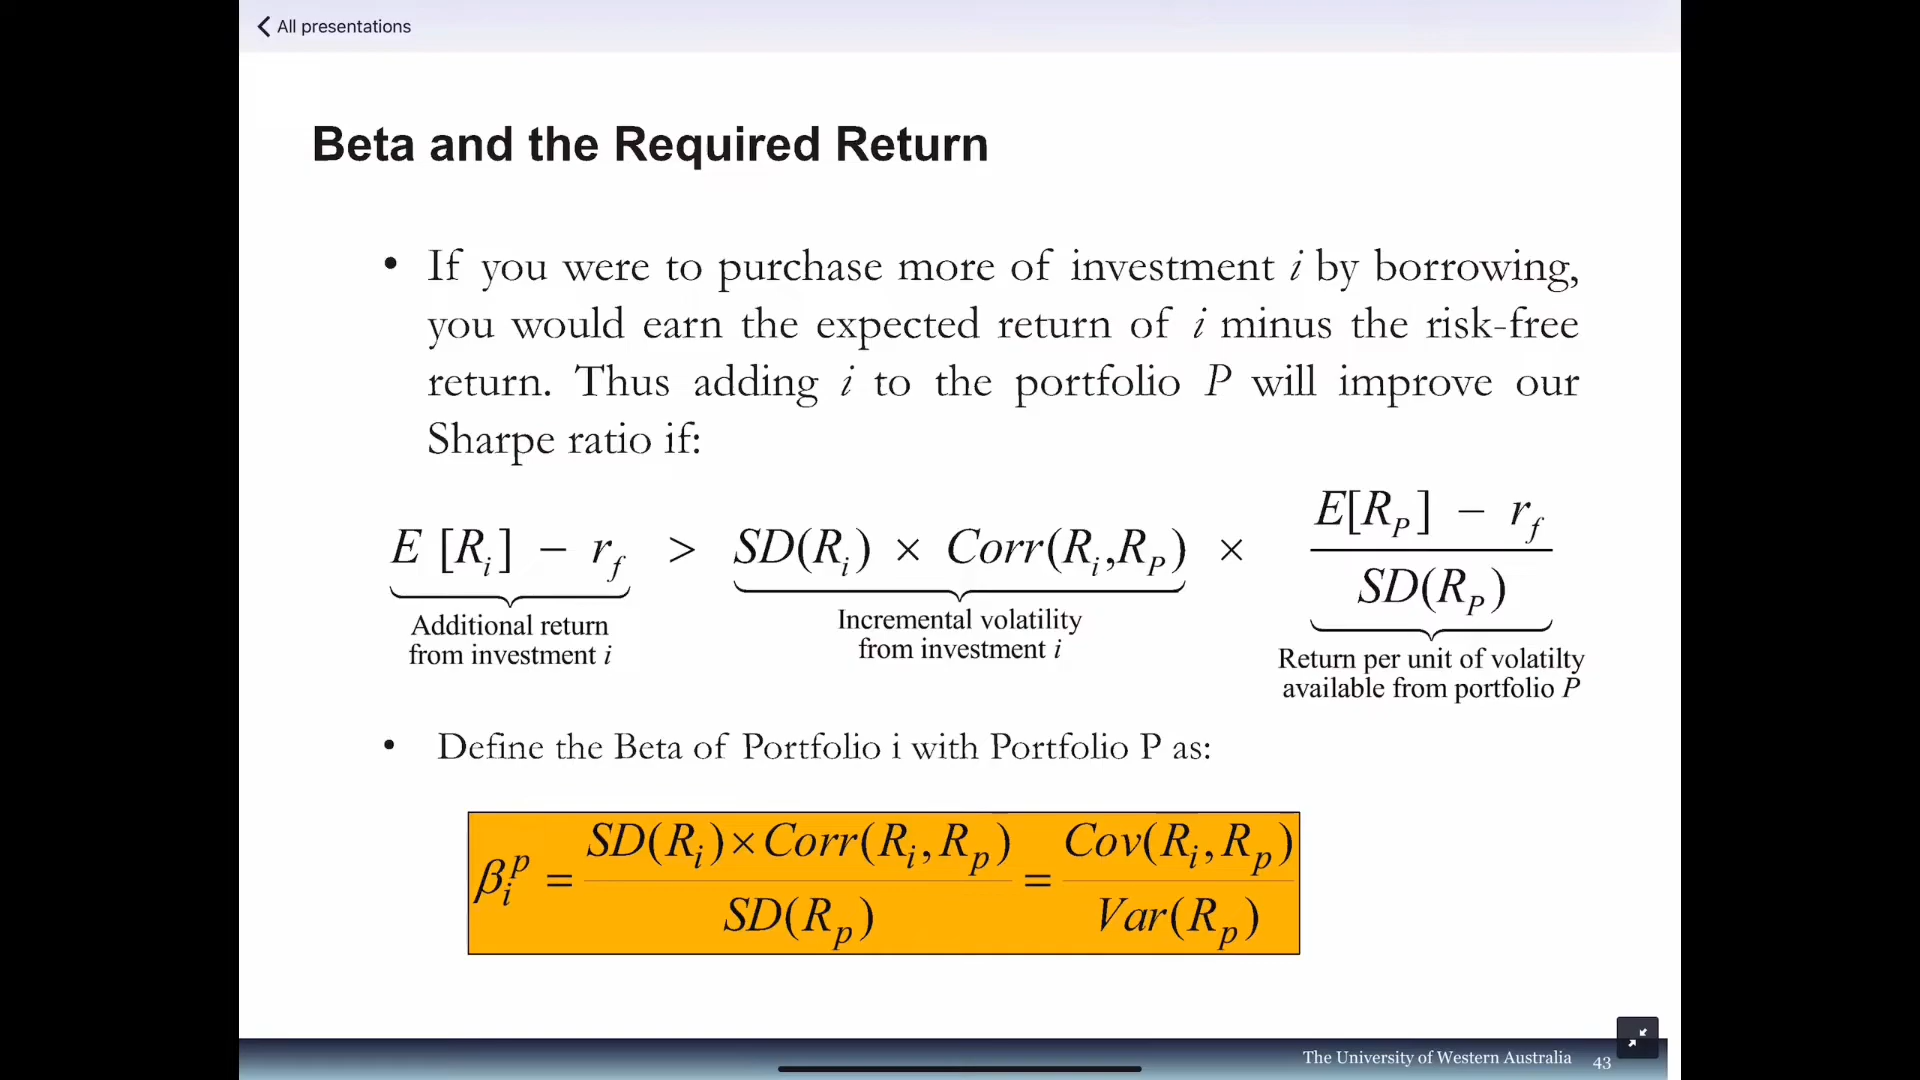 All presentations
Beta and the Required Return
• If you were to purchase more of investment i by borrowing,
you would earn the expected return of i minus the risk-free
return. Thus adding i to the portfolio P will improve our
Sharpe ratio if:
E [R_i] − r_f > SD(R_i) × Corr(R_i,R_P) × (E[R_P] − r_f) / SD(R_P)
Additional return
from investment i
Incremental volatility
from investment i
Return per unit of volatilty
available from portfolio P
• Define the Beta of Portfolio i with Portfolio P as:
β_i^p = SD(R_i)×Corr(R_i,R_p) / SD(R_p) = Cov(R_i,R_p) / Var(R_p)
The University of Western Australia 43